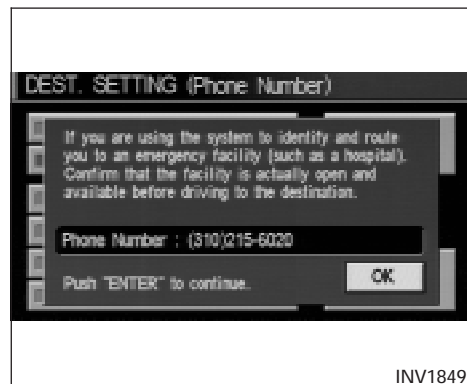 DEST. SETTING (Phone Number)
If you are using the system to identify and route
you to an emergency facility (such as a hospital).
Confirm that the facility is actually open and
available before driving to the destination.
Phone Number : (310)215-6020
Push "ENTER" to continue.
OK
INV1849